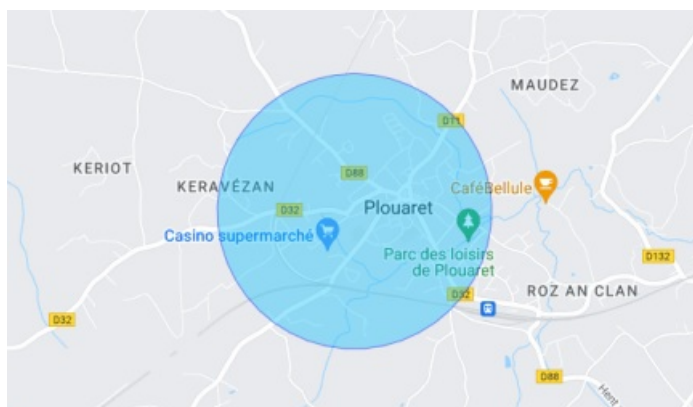 MAUDEZ
D11
KERIOT
D88
KERAVÉZAN
CaféBellule
D32
Plouaret
Casino supermarché
Parc des loisirs
de Plouaret
D132
D32
ROZ AN CLAN
D32
D88
Hent